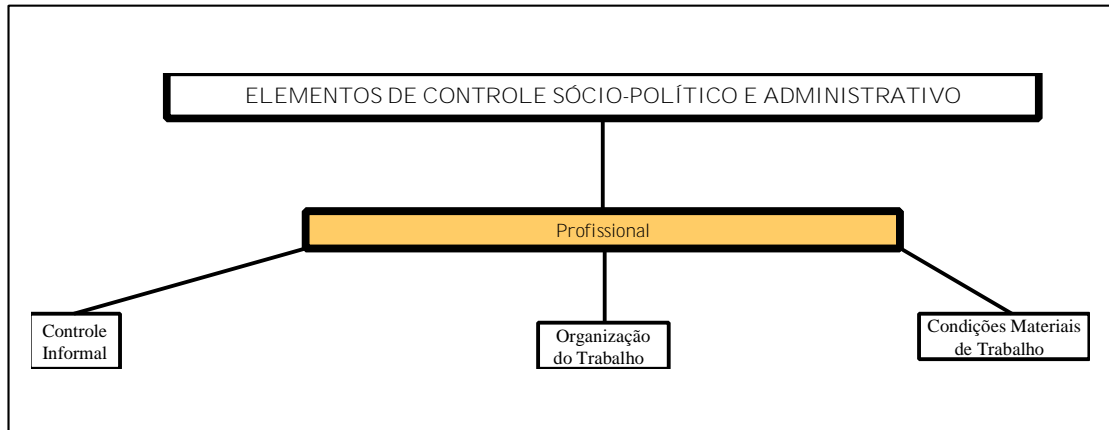 ELEMENTOS DE CONTROLE SÓCIO-POLÍTICO E ADMINISTRATIVO
Profissional
Controle
Informal
Organização
do Trabalho
Condições Materiais
de Trabalho